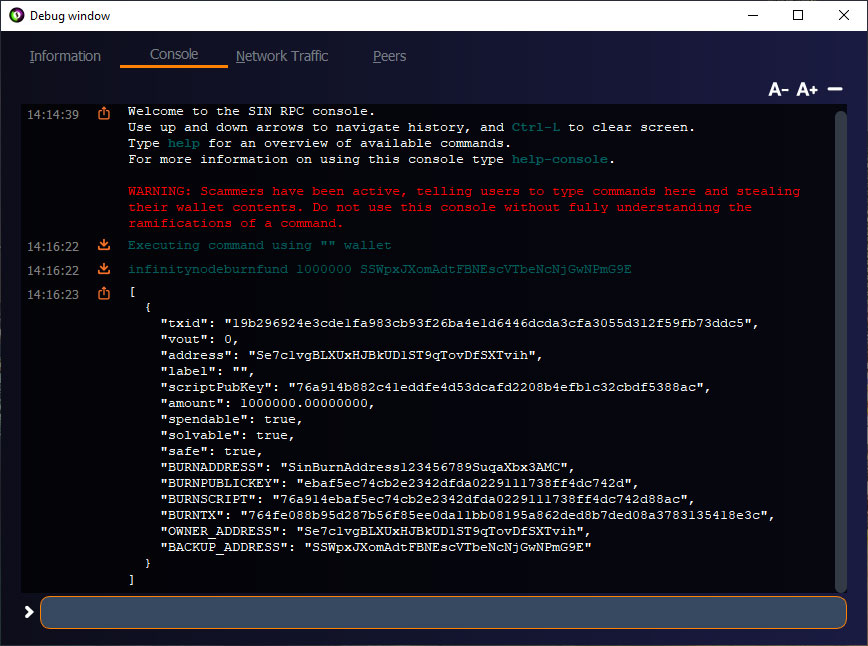 Debug window
Information Console Network Traffic Peers
A- A+
14:14:39 Welcome to the SIN RPC console.
Use up and down arrows to navigate history, and Ctrl-L to clear screen.
Type help for an overview of available commands.
For more information on using this console type help-console.
WARNING: Scammers have been active, telling users to type commands here and stealing
their wallet contents. Do not use this console without fully understanding the
ramifications of a command.
14:16:22 Executing command using "" wallet
14:16:22 infinitynodeburnfund 1000000 SSWpxJXomAdtFBNEscVTbeNcNjGwNPmG9E
14:16:23 [
{
"txid": "19b296924e3cde1fa983cb93f26ba4e1d6446dcda3cfa3055d312f59fb73ddc5",
"vout": 0,
"address": "Se7c1vgBLXUxHJBkUD1ST9qTovDfSXTvih",
"label": "",
"scriptPubKey": "76a914b882c41eddfe4d53dcafd2208b4efb1c32cbdf5388ac",
"amount": 1000000.00000000,
"spendable": true,
"solvable": true,
"safe": true,
"BURNADDRESS": "SinBurnAddress123456789SuqaXbx3AMC",
"BURNPUBLICKEY": "ebaf5ec74cb2e2342dfda0229111738ff4dc742d",
"BURNSCRIPT": "76a914ebaf5ec74cb2e2342dfda0229111738ff4dc742d88ac",
"BURNTX": "764fe088b95d287b56f85ee0da11bb08195a862ded8b7ded08a3783135418e3c",
"OWNER_ADDRESS": "Se7c1vgBLXUxHJBkUD1ST9qTovDfSXTvih",
"BACKUP_ADDRESS": "SSWpxJXomAdtFBNEscVTbeNcNjGwNPmG9E"
}
]